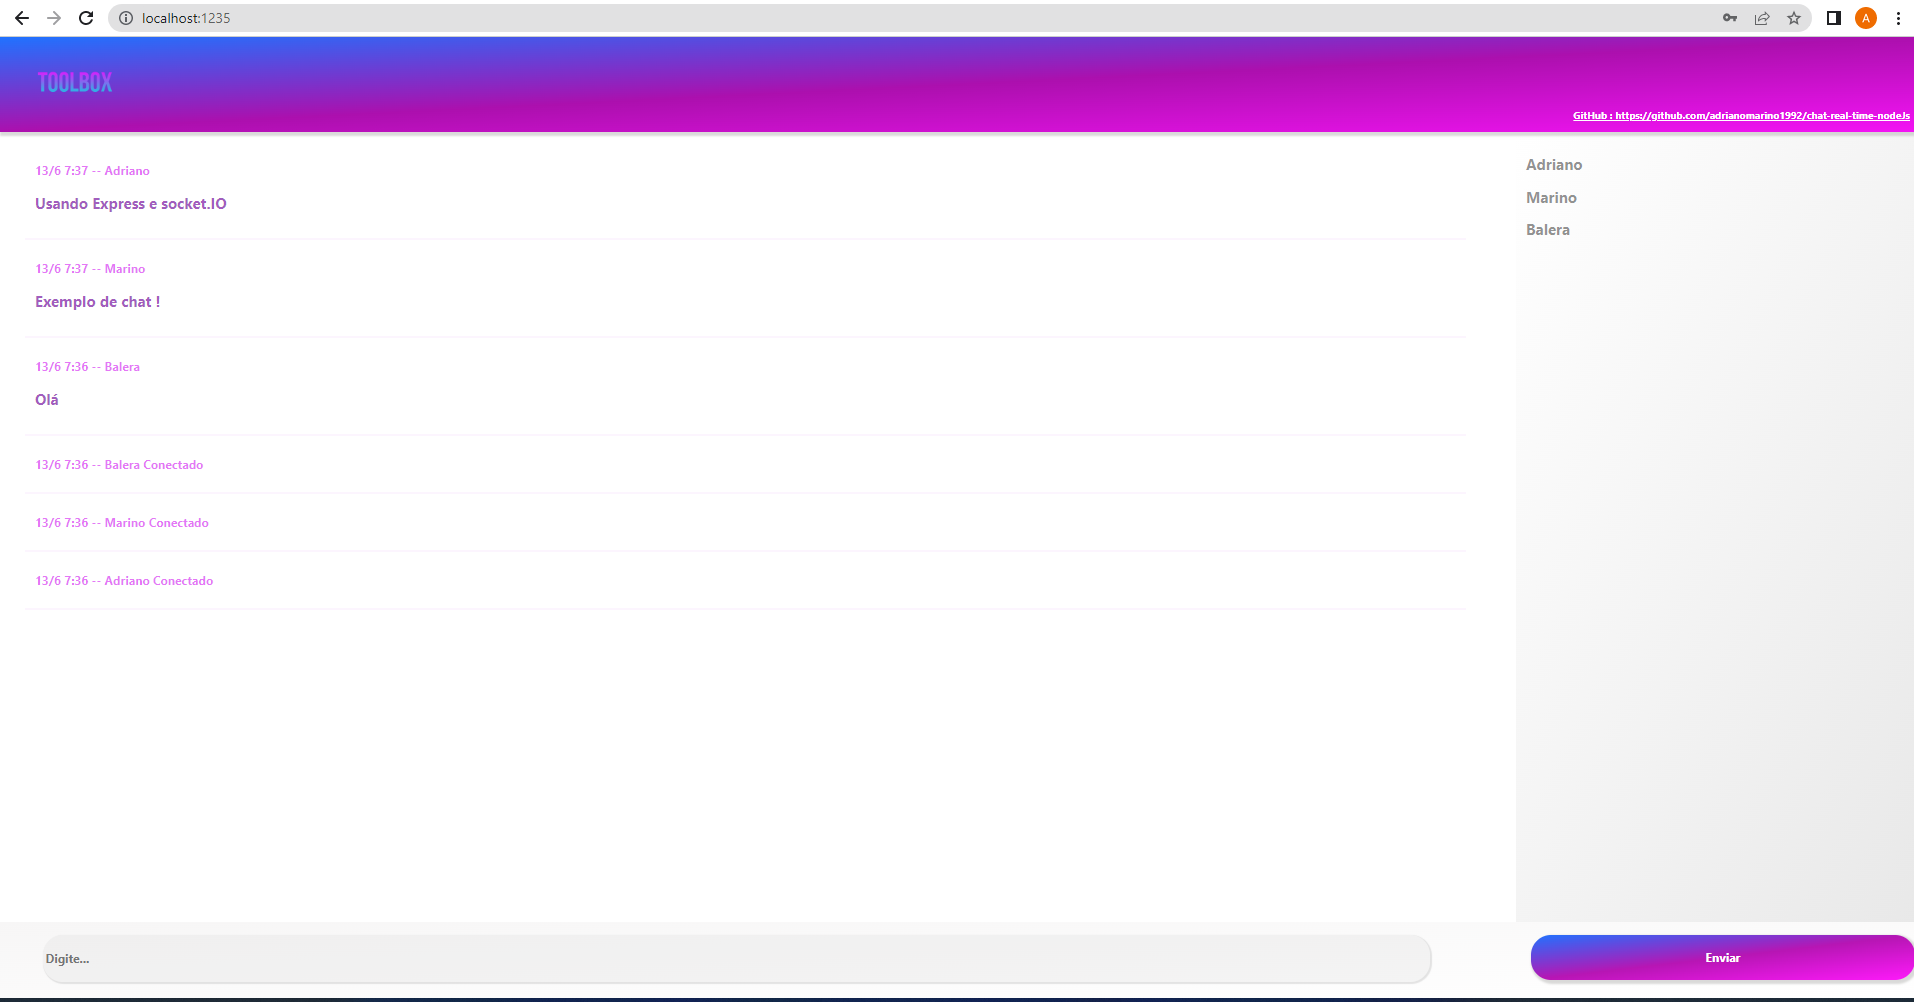 localhost:1235
A
TOOLBOX
GitHub : https://github.com/adrianomarino1992/chat-real-time-nodeJs
13/6 7:37 -- Adriano
Usando Express e socket.IO
13/6 7:37 -- Marino
Exemplo de chat !
13/6 7:36 -- Balera
Olá
13/6 7:36 -- Balera Conectado
13/6 7:36 -- Marino Conectado
13/6 7:36 -- Adriano Conectado
Adriano
Marino
Balera
Digite...
Enviar